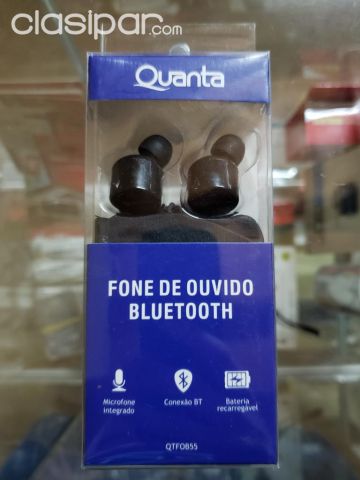 clasipar.com
Quanta
FONE DE OUVIDO
BLUETOOTH
Microfone
integrado
Conexão BT
Bateria
recarregável
QTFOB55